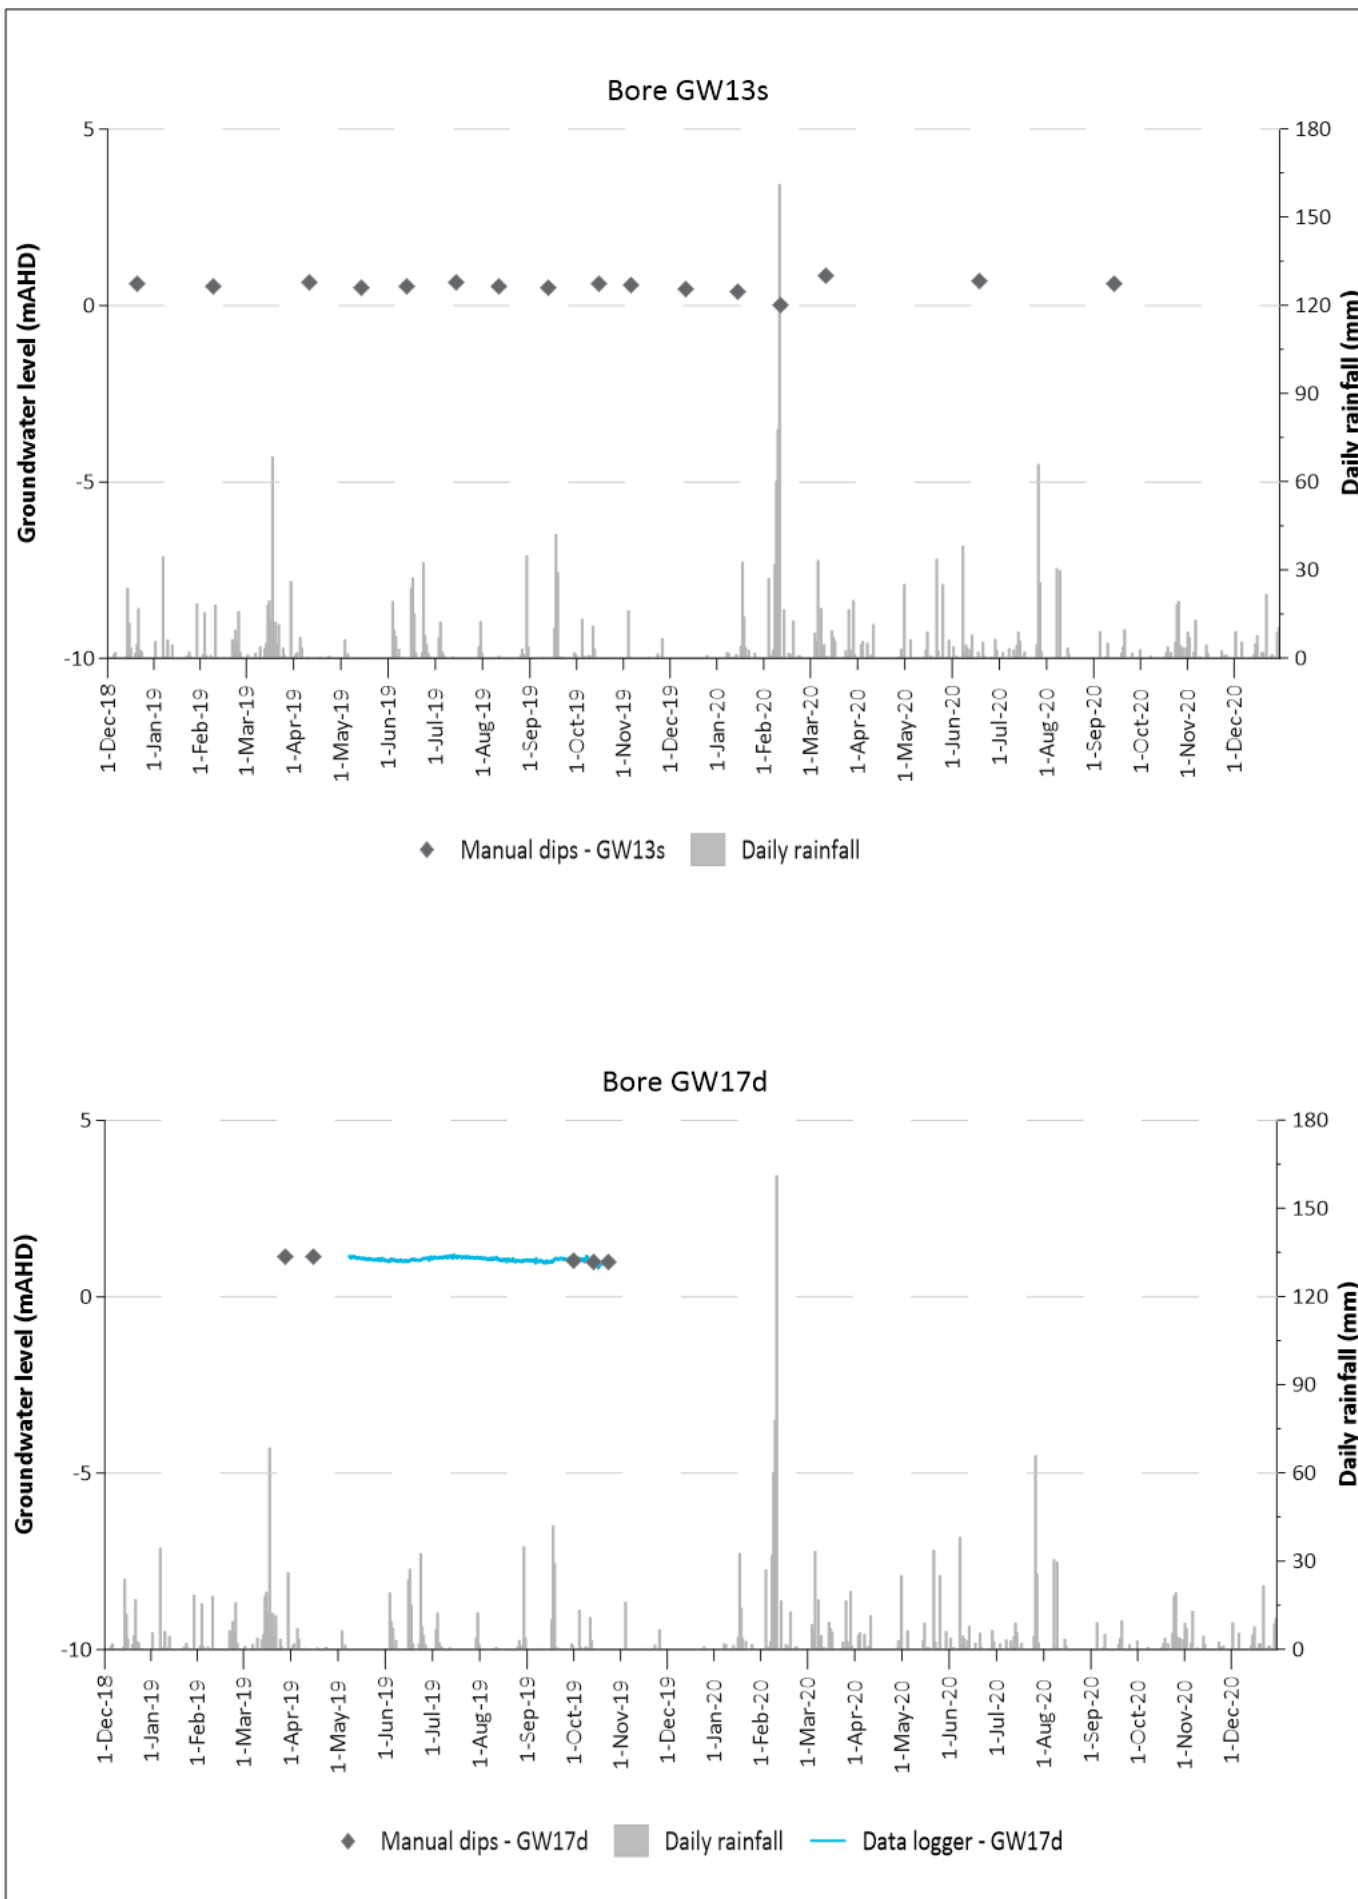 Bore GW13s
5
0
-5
-10
Groundwater level (mAHD)
180
150
120
90
60
30
0
Daily rainfall (mm)
1-Dec-18
1-Jan-19
1-Feb-19
1-Mar-19
1-Apr-19
1-May-19
1-Jun-19
1-Jul-19
1-Aug-19
1-Sep-19
1-Oct-19
1-Nov-19
1-Dec-19
1-Jan-20
1-Feb-20
1-Mar-20
1-Apr-20
1-May-20
1-Jun-20
1-Jul-20
1-Aug-20
1-Sep-20
1-Oct-20
1-Nov-20
1-Dec-20
Manual dips - GW13s Daily rainfall
Bore GW17d
5
0
-5
-10
Groundwater level (mAHD)
180
150
120
90
60
30
0
Daily rainfall (mm)
1-Dec-18
1-Jan-19
1-Feb-19
1-Mar-19
1-Apr-19
1-May-19
1-Jun-19
1-Jul-19
1-Aug-19
1-Sep-19
1-Oct-19
1-Nov-19
1-Dec-19
1-Jan-20
1-Feb-20
1-Mar-20
1-Apr-20
1-May-20
1-Jun-20
1-Jul-20
1-Aug-20
1-Sep-20
1-Oct-20
1-Nov-20
1-Dec-20
Manual dips - GW17d Daily rainfall Data logger - GW17d